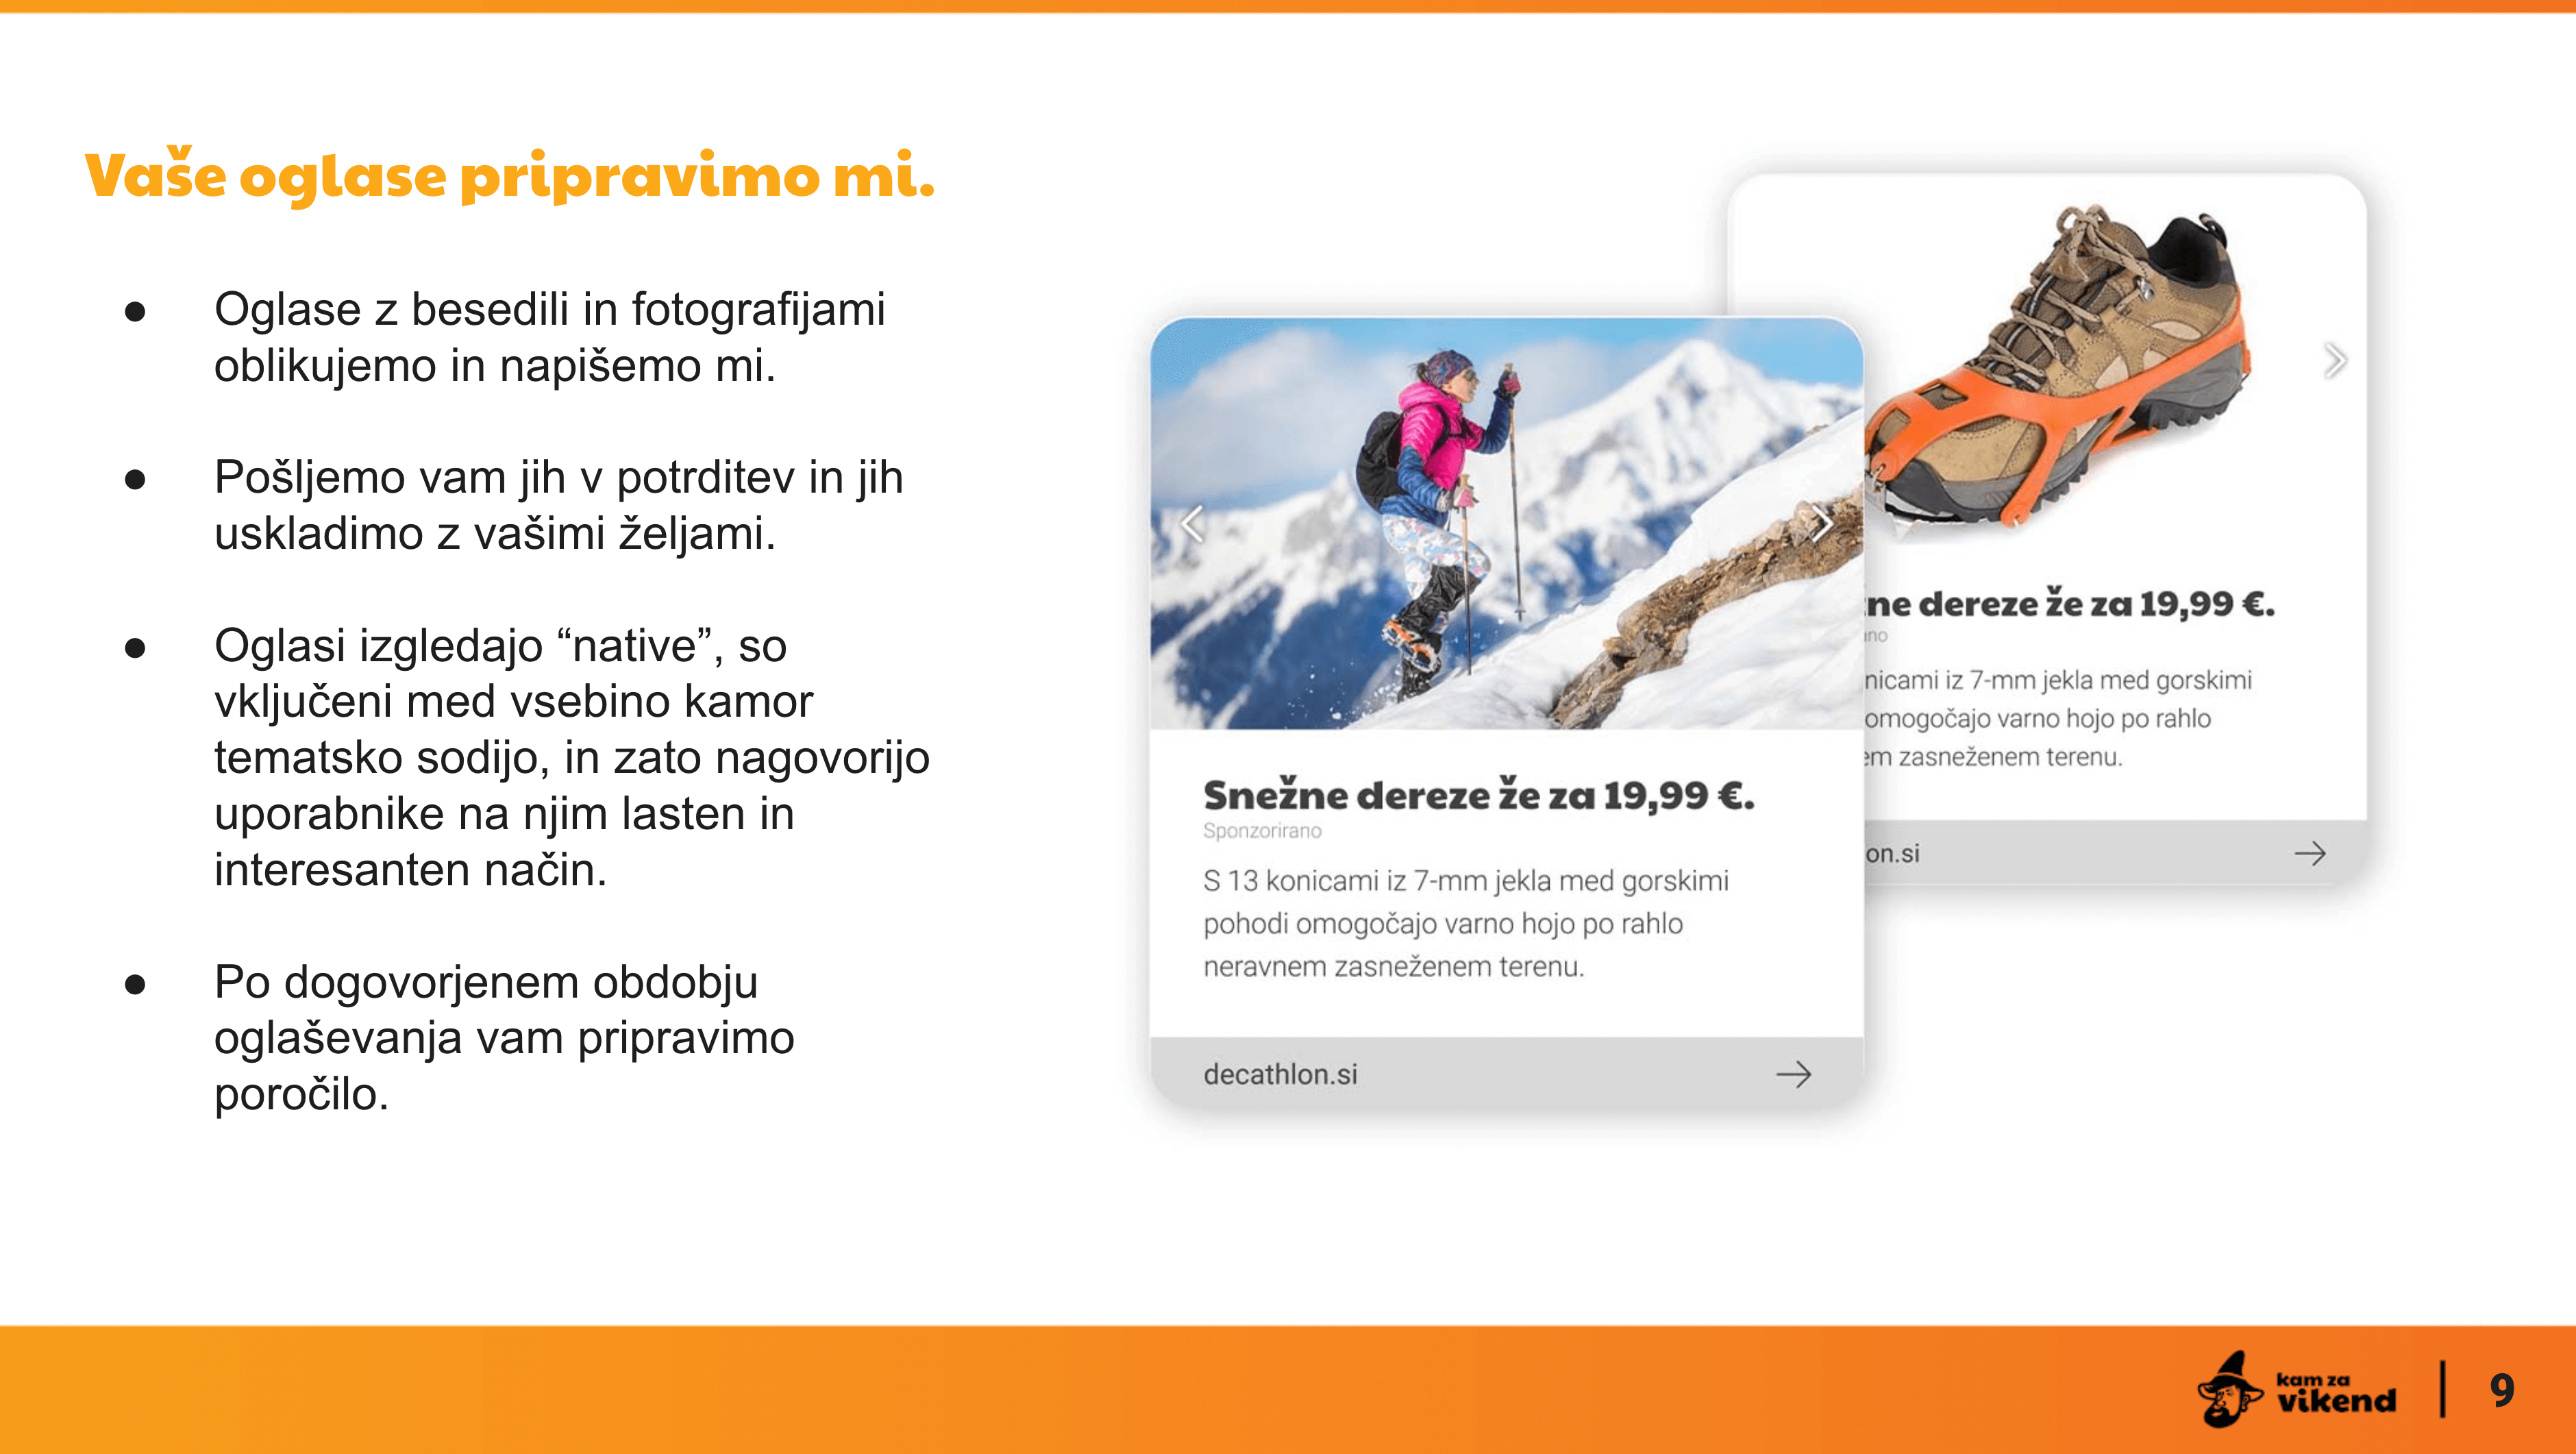 Vaše oglase pripravimo mi.
● Oglase z besedili in fotografijami
oblikujemo in napišemo mi.
● Pošljemo vam jih v potrditev in jih
uskladimo z vašimi željami.
● Oglasi izgledajo “native”, so
vključeni med vsebino kamor
tematsko sodijo, in zato nagovorijo
uporabnike na njim lasten in
interesanten način.
● Po dogovorjenem obdobju
oglaševanja vam pripravimo
poročilo.
Snežne dereze že za 19,99 €.
Sponzorirano
S 13 konicami iz 7-mm jekla med gorskimi
pohodi omogočajo varno hojo po rahlo
neravnem zasneženem terenu.
decathlon.si
ne dereze že za 19,99 €.
no
nicami iz 7-mm jekla med gorskimi
omogočajo varno hojo po rahlo
em zasneženem terenu.
on.si
kam za
vikend
9